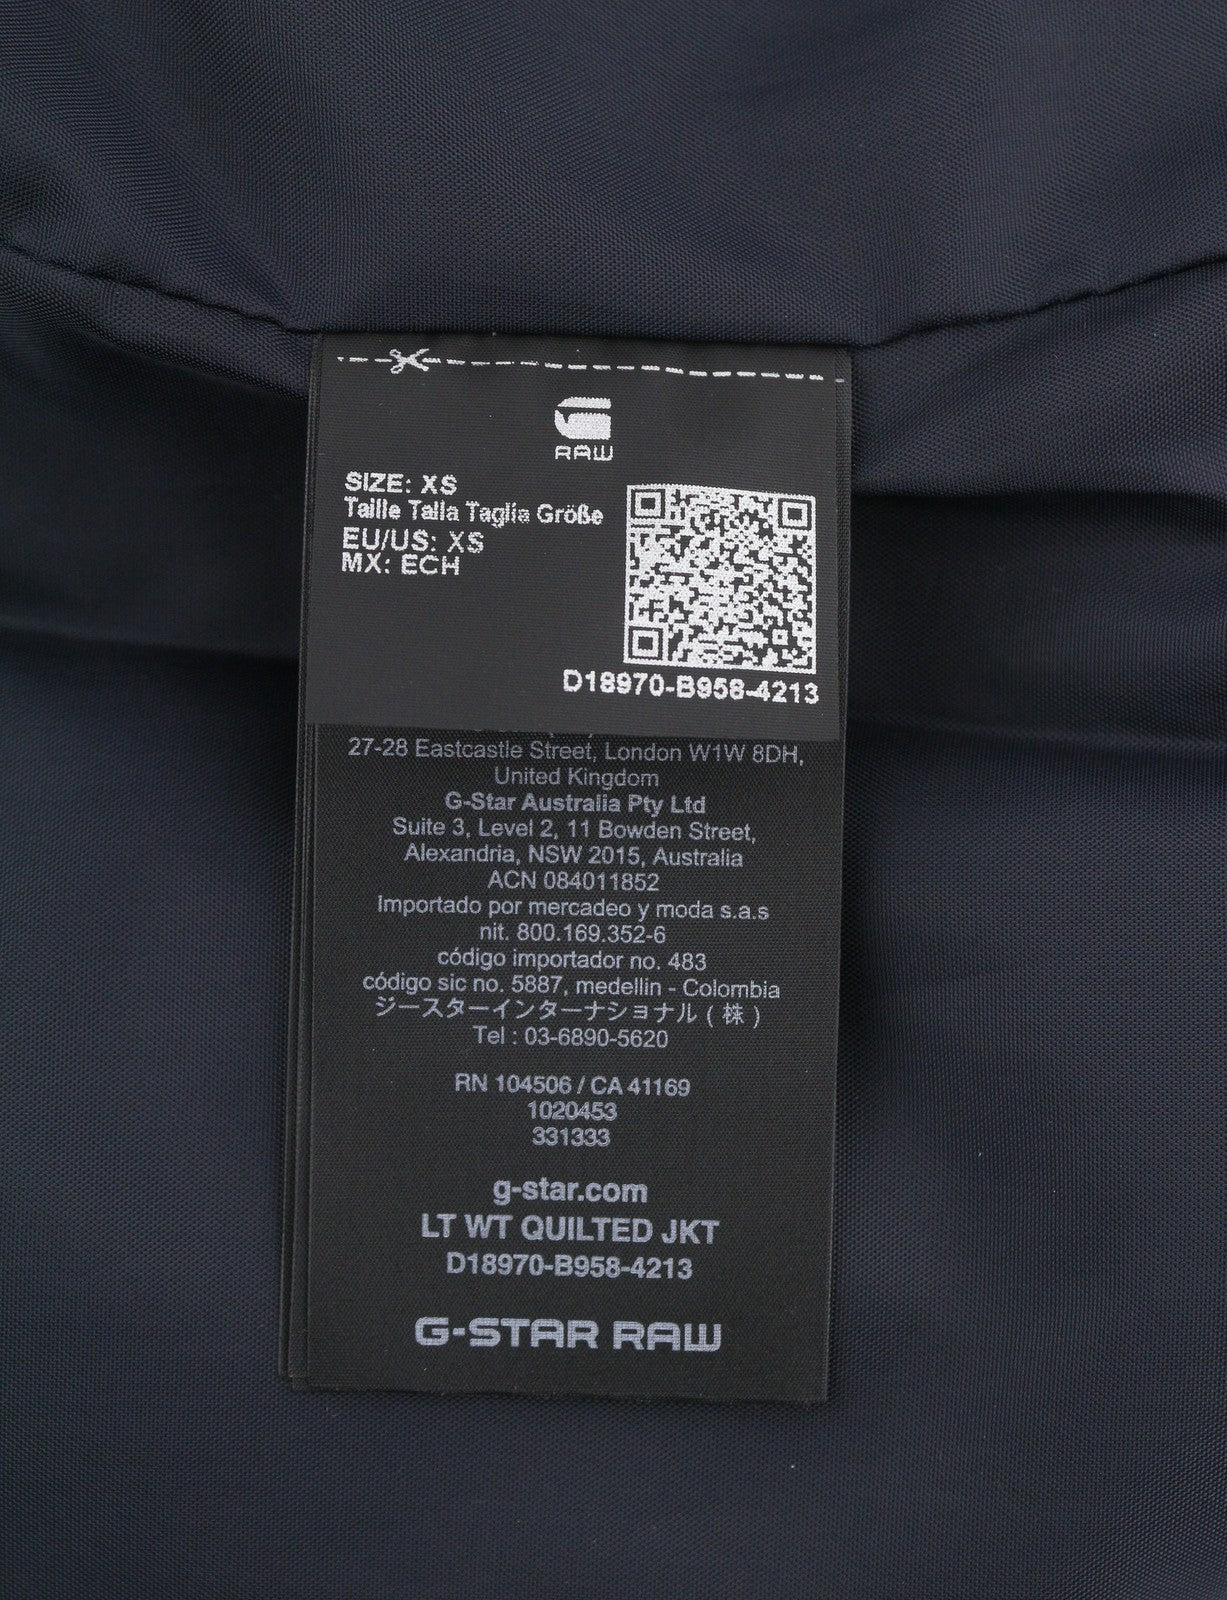 RAW
SIZE: XS
Taille Talla Taglia Größe
EU/US: XS
MX: ECH
D18970-B958-4213
27-28 Eastcastle Street, London W1W 8DH,
United Kingdom
G-Star Australia Pty Ltd
Suite 3, Level 2, 11 Bowden Street,
Alexandria, NSW 2015, Australia
ACN 084011852
Importado por mercadeo y moda s.a.s
nit. 800.169.352-6
código importador no. 483
código sic no. 5887, medellin - Colombia
ジースターインターナショナル ( 株 )
Tel : 03-6890-5620
RN 104506 / CA 41169
1020453
331333
g-star.com
LT WT QUILTED JKT
D18970-B958-4213
G-STAR RAW